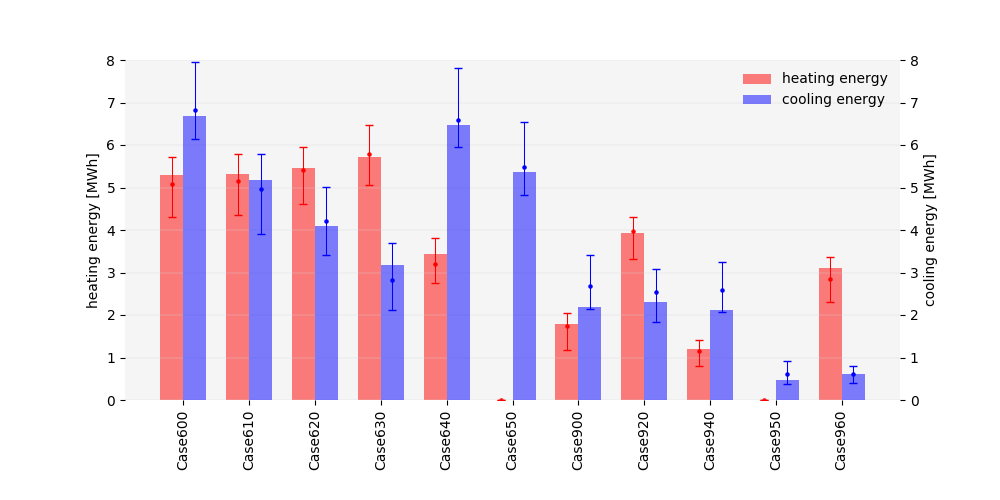 heating energy
cooling energy
heating energy [MWh]
cooling energy [MWh]
8
7
6
5
4
3
2
1
0
8
7
6
5
4
3
2
1
0
Case600
Case610
Case620
Case630
Case640
Case650
Case900
Case920
Case940
Case950
Case960